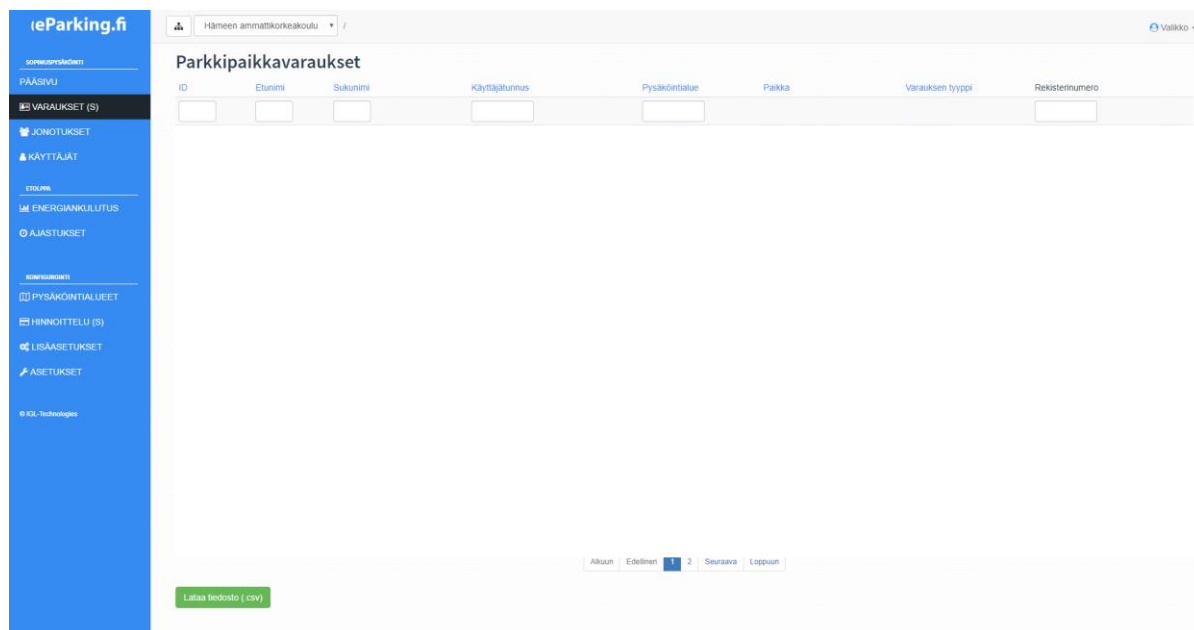 eParking.fi
Hämeen ammattikorkeakoulu /
Valikko
SOPIMUSPYSÄKÖINTI
PÄÄSIVU
VARAUKSET (S)
JONOTUKSET
KÄYTTÄJÄT
ETOLPPA
ENERGIANKULUTUS
AJASTUKSET
KONFIGUROINTI
PYSÄKÖINTIALUEET
HINNOITTELU (S)
LISÄASETUKSET
ASETUKSET
© IGL-Technologies
Parkkipaikkavaraukset
ID Etunimi Sukunimi Käyttäjätunnus Pysäköintialue Paikka Varauksen tyyppi Rekisterinumero
Alkuun Edellinen 1 2 Seuraava Loppuun
Lataa tiedosto (.csv)